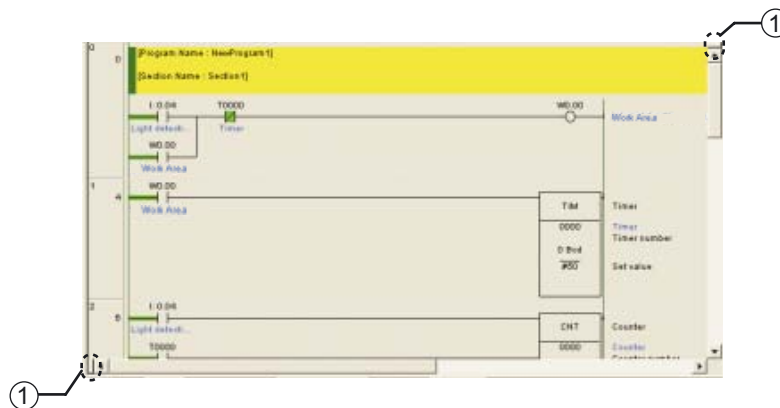 ①
0
0
[Program Name : NewProgram1]
[Section Name : Section1]
I: 0.04
T0000
W0.00
Light detecti...
Timer
Work Area
W0.00
Work Area
1
4
W0.00
Work Area
TIM
Timer
0000
Timer
Timer number
0 Bcd
#50
Set value
2
I: 0.04
Light detecti...
CNT
Counter
T0000
0000
Counter
Counter number
①